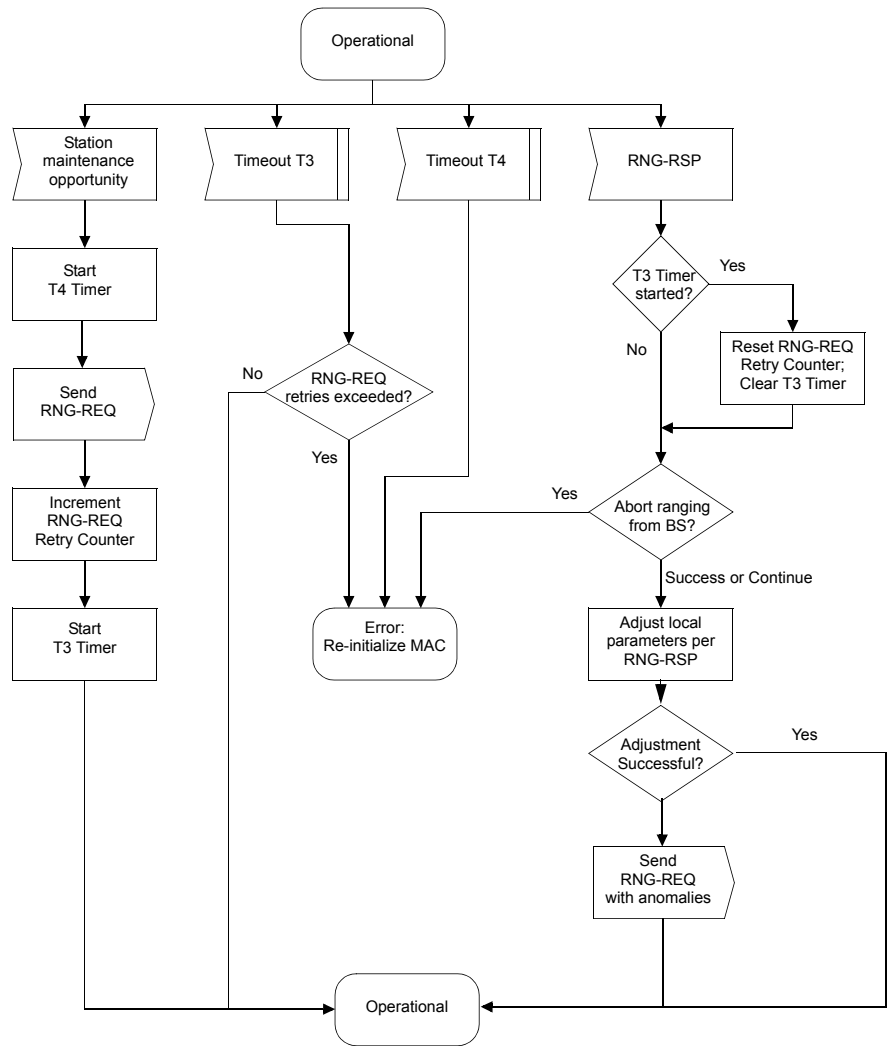 Operational
Station
maintenance
opportunity
Timeout T3
Timeout T4
RNG-RSP
Start
T4 Timer
T3 Timer
started?
Yes
No
Reset RNG-REQ
Retry Counter;
Clear T3 Timer
Send
RNG-REQ
No
RNG-REQ
retries exceeded?
Yes
Increment
RNG-REQ
Retry Counter
Yes
Abort ranging
from BS?
Success or Continue
Start
T3 Timer
Error:
Re-initialize MAC
Adjust local
parameters per
RNG-RSP
Adjustment
Successful?
Yes
Send
RNG-REQ
with anomalies
Operational